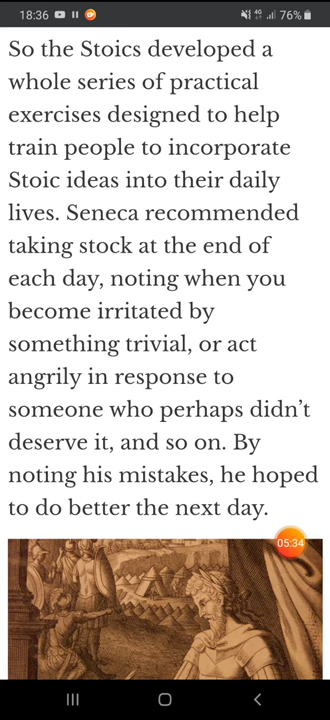 18:36 4G 76%
So the Stoics developed a
whole series of practical
exercises designed to help
train people to incorporate
Stoic ideas into their daily
lives. Seneca recommended
taking stock at the end of
each day, noting when you
become irritated by
something trivial, or act
angrily in response to
someone who perhaps didn’t
deserve it, and so on. By
noting his mistakes, he hoped
to do better the next day.
05:34